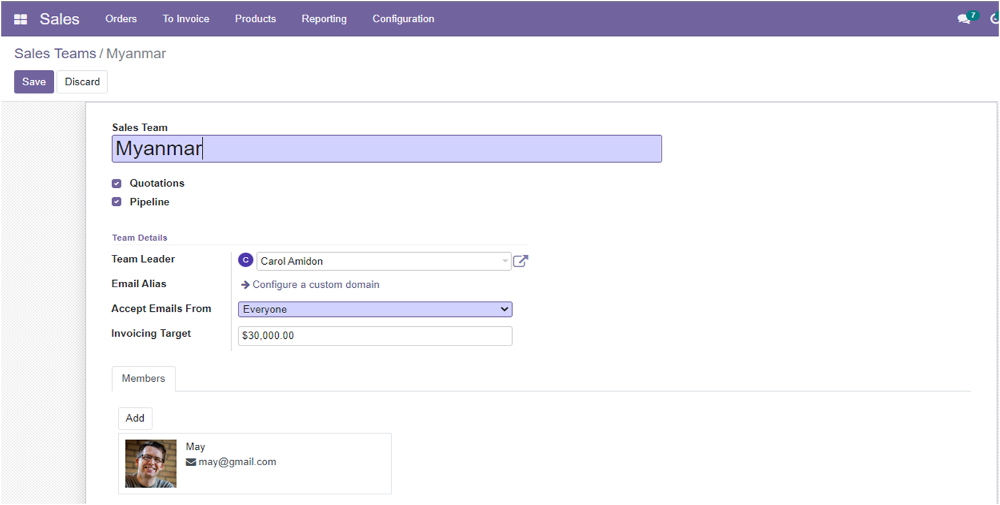 Sales Orders To Invoice Products Reporting Configuration 7
Sales Teams / Myanmar
Save Discard
Sales Team
Myanmar
Quotations
Pipeline
Team Details
Team Leader C Carol Amidon
Email Alias Configure a custom domain
Accept Emails From Everyone
Invoicing Target $30,000.00
Members
Add
May
may@gmail.com